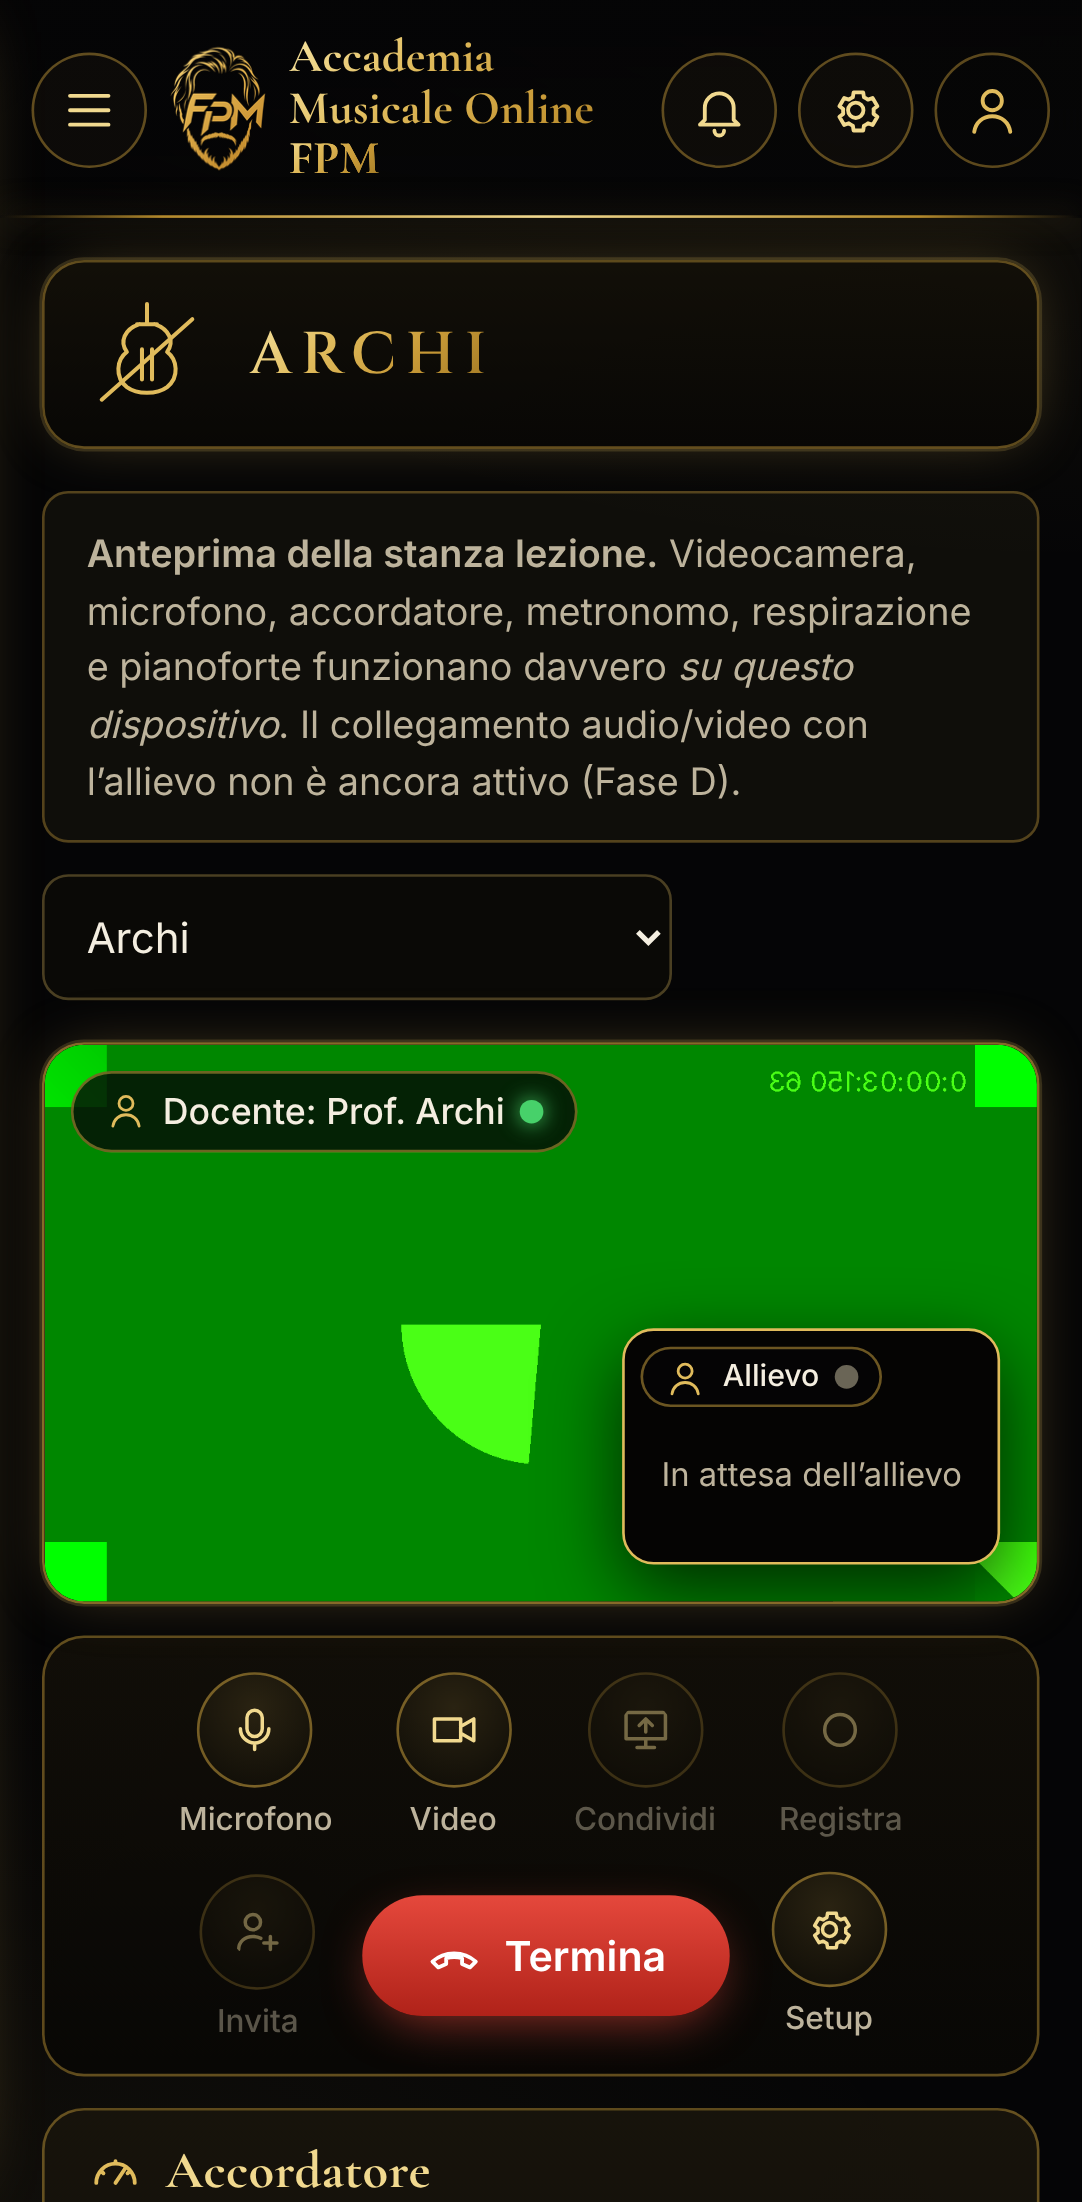 Accademia
Musicale Online
FPM
FPM
ARCHI
Anteprima della stanza lezione. Videocamera,
microfono, accordatore, metronomo, respirazione
e pianoforte funzionano davvero su questo
dispositivo. Il collegamento audio/video con
l’allievo non è ancora attivo (Fase D).
Archi
Docente: Prof. Archi
0:00:03:150 63
Allievo
In attesa dell’allievo
Microfono
Video
Condividi
Registra
Invita
Termina
Setup
Accordatore